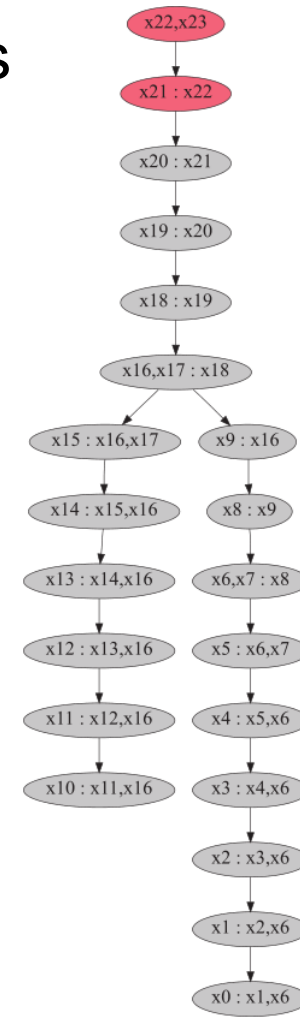 s
x22,x23
x21 : x22
x20 : x21
x19 : x20
x18 : x19
x16,x17 : x18
x15 : x16,x17
x9 : x16
x14 : x15,x16
x8 : x9
x13 : x14,x16
x6,x7 : x8
x12 : x13,x16
x5 : x6,x7
x11 : x12,x16
x4 : x5,x6
x10 : x11,x16
x3 : x4,x6
x2 : x3,x6
x1 : x2,x6
x0 : x1,x6